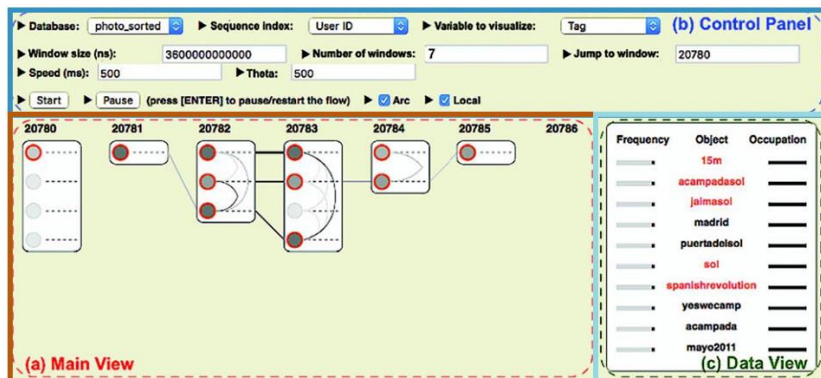 Database: photo_sorted Sequence index: User ID Variable to visualize: Tag (b) Control Panel
Window size (ns): 3600000000000 Number of windows: 7 Jump to window: 20780
Speed (ms): 500 Theta: 500
Start Pause (press [ENTER] to pause/restart the flow) Arc Local
20780 20781 20782 20783 20784 20785 20786
(a) Main View
Frequency Object Occupation
15m
acampadasol
jaimasol
madrid
puertadelsol
sol
spanishrevolution
yeswecamp
acampada
mayo2011
(c) Data View